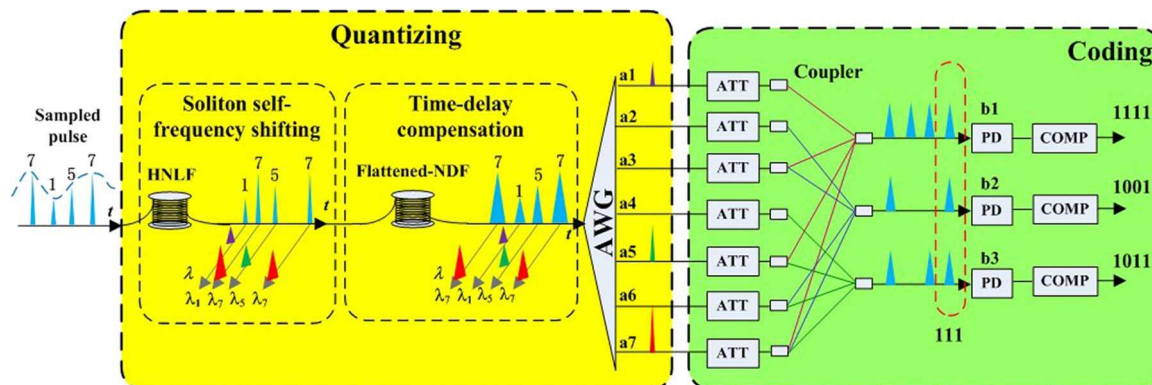 Quantizing
Coding
Sampled
pulse
7
1
5
7
t
Soliton self-
frequency shifting
HNLF
1
7
5
7
t
λ
λ1 λ7 λ5 λ7
Time-delay
compensation
Flattened-NDF
7
1
5
7
t
λ
λ7 λ1 λ5 λ7
AWG
a1
a2
a3
a4
a5
a6
a7
ATT
ATT
ATT
ATT
ATT
ATT
ATT
Coupler
b1
PD
COMP
1111
b2
PD
COMP
1001
b3
PD
COMP
1011
111